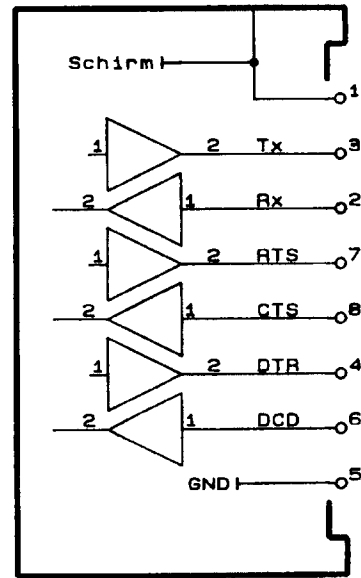 Schirm
1
1 2 Tx 3
2 1 Rx 2
1 2 RTS 7
2 1 CTS 8
1 2 DTR 4
2 1 DCD 6
GND 5